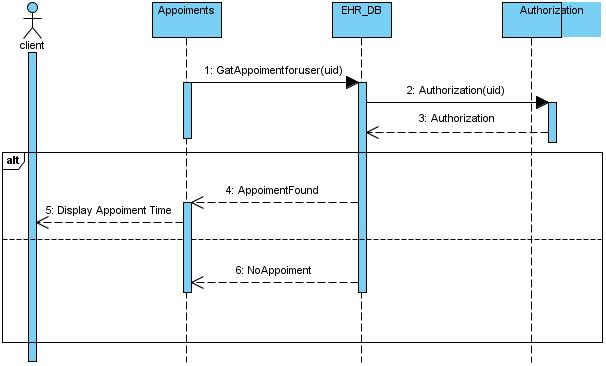 Appoiments
EHR_DB
Authorization
client
1: GatAppoimentforuser(uid)
2: Authorization(uid)
3: Authorization
alt
4: AppoimentFound
5: Display Appoiment Time
6: NoAppoiment